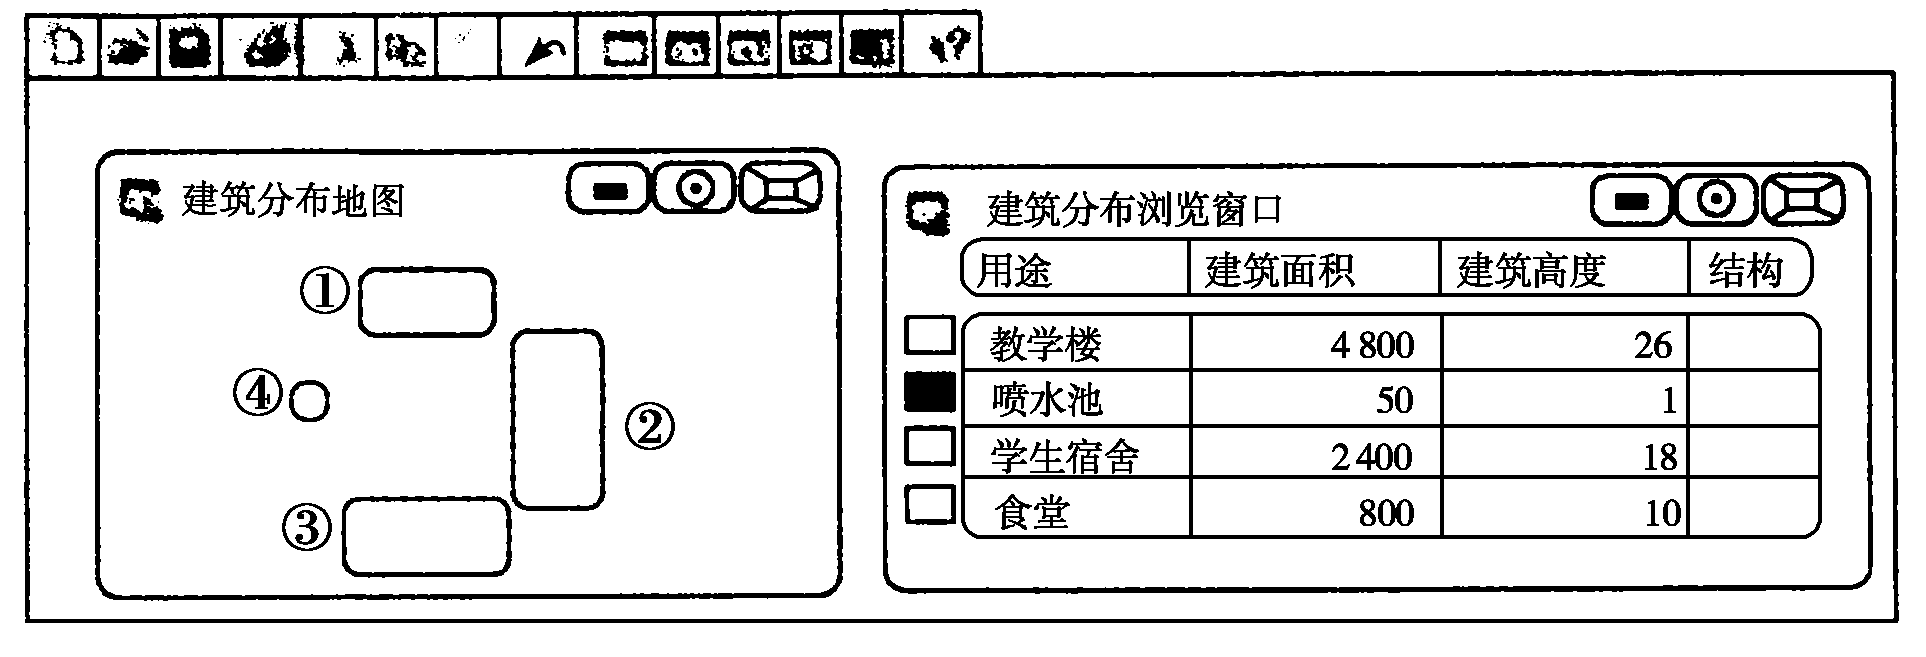 ?
建筑分布地图
①
②
③
④
建筑分布浏览窗口
用途 建筑面积 建筑高度 结构
教学楼 4 800 26
喷水池 50 1
学生宿舍 2 400 18
食堂 800 10